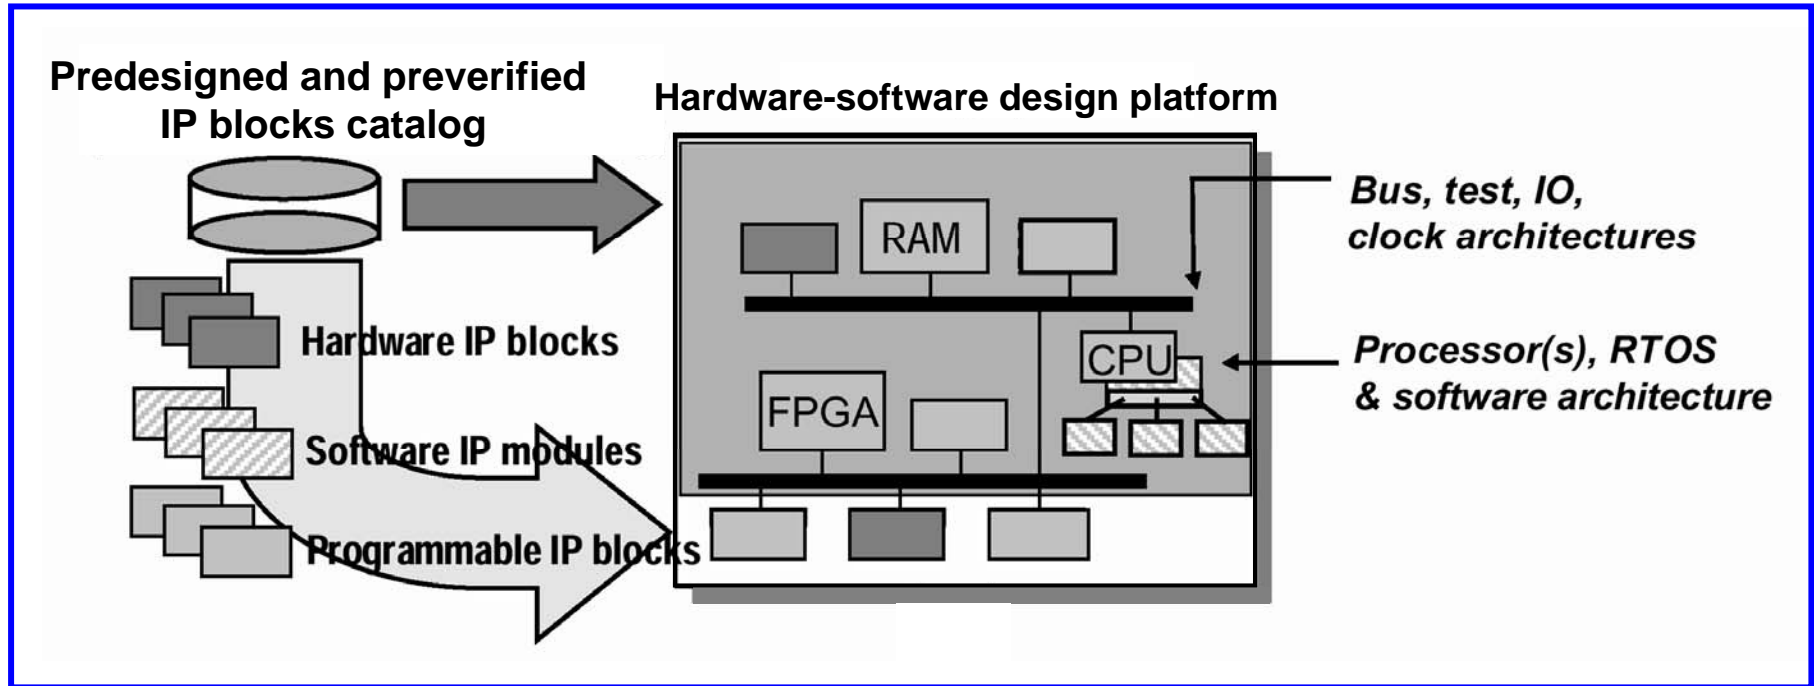 Predesigned and preverified
IP blocks catalog
Hardware-software design platform
Bus, test, IO,
clock architectures
RAM
Hardware IP blocks
CPU
Processor(s), RTOS
& software architecture
FPGA
Software IP modules
Programmable IP blocks